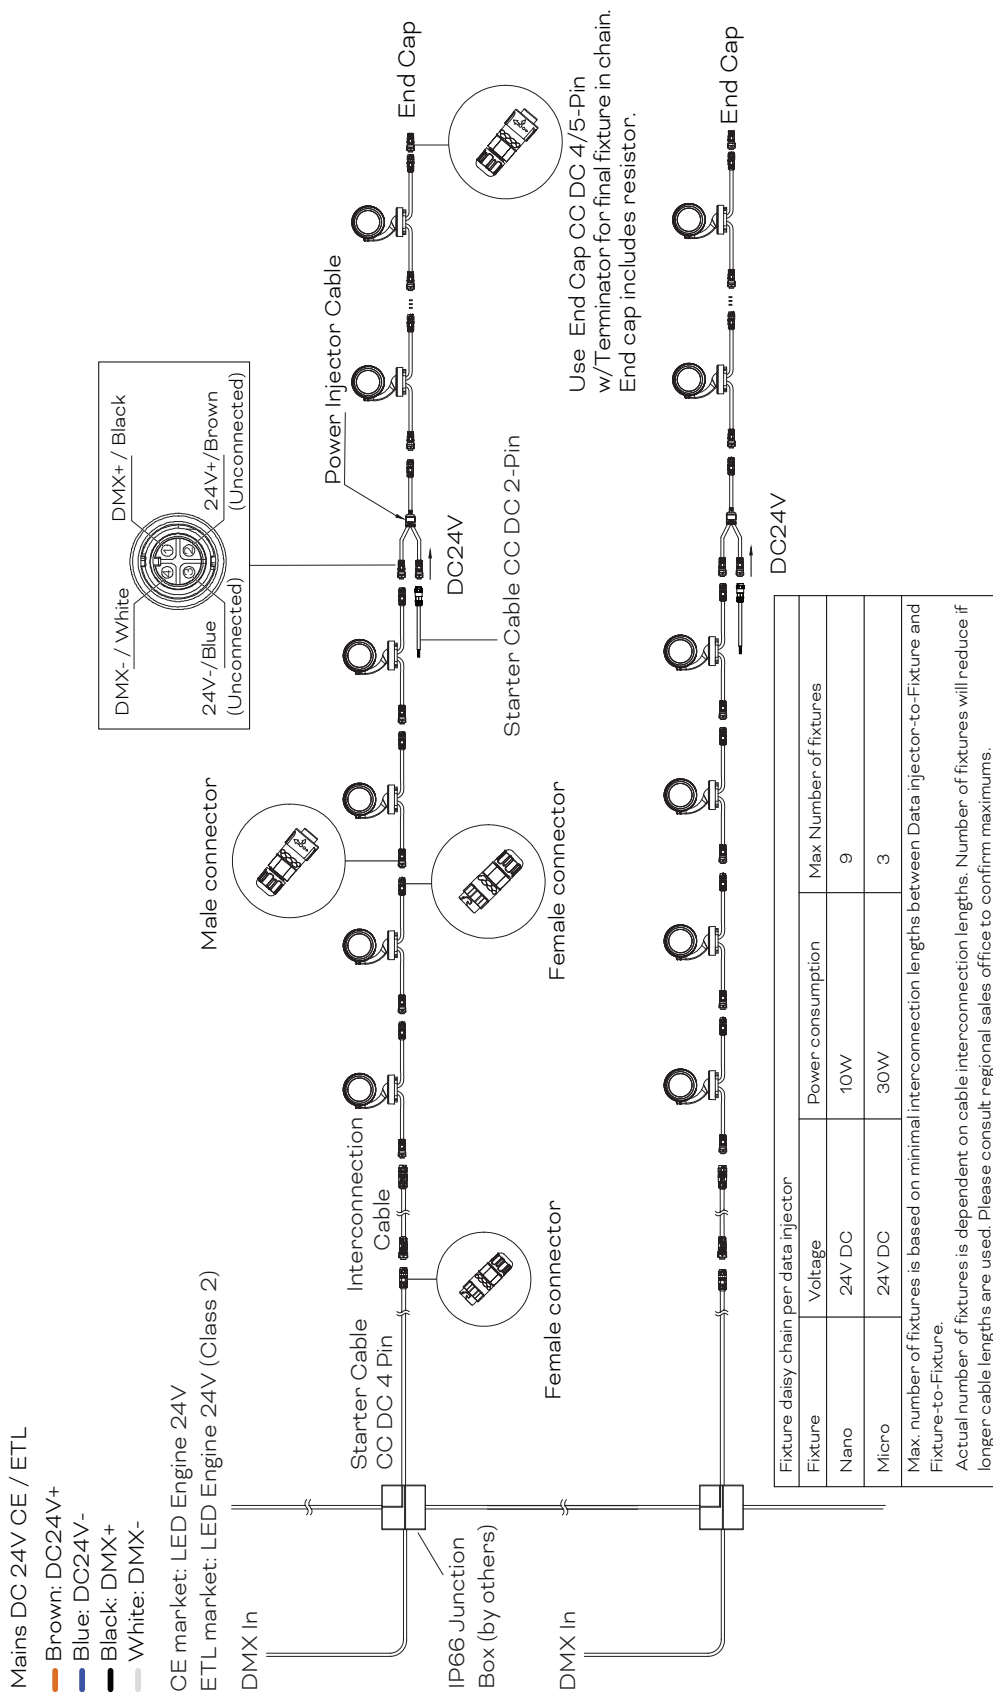 Mains DC 24V CE / ETL
Brown: DC24V+
Blue: DC24V-
Black: DMX+
White: DMX-
CE market: LED Engine 24V
ETL market: LED Engine 24V (Class 2)
DMX In
IP66 Junction
Box (by others)
DMX In
Starter Cable
CC DC 4 Pin
Interconnection
Cable
Female connector
Male connector
Female connector
DMX- / White
DMX+ / Black
4
1
3
2
24V-/Blue
(Unconnected)
24V+/Brown
(Unconnected)
Power Injector Cable
DC24V
Starter Cable CC DC 2-Pin
End Cap
Use End Cap CC DC 4/5-Pin
w/Terminator for final fixture in chain.
End cap includes resistor.
DC24V
End Cap
Fixture daisy chain per data injector
Fixture Voltage Power consumption Max Number of fixtures
Nano 24V DC 10W 9
Micro 24V DC 30W 3
Max. number of fixtures is based on minimal interconnection lengths between Data injector-to-Fixture and
Fixture-to-Fixture.
Actual number of fixtures is dependent on cable interconnection lengths. Number of fixtures will reduce if
longer cable lengths are used. Please consult regional sales office to confirm maximums.